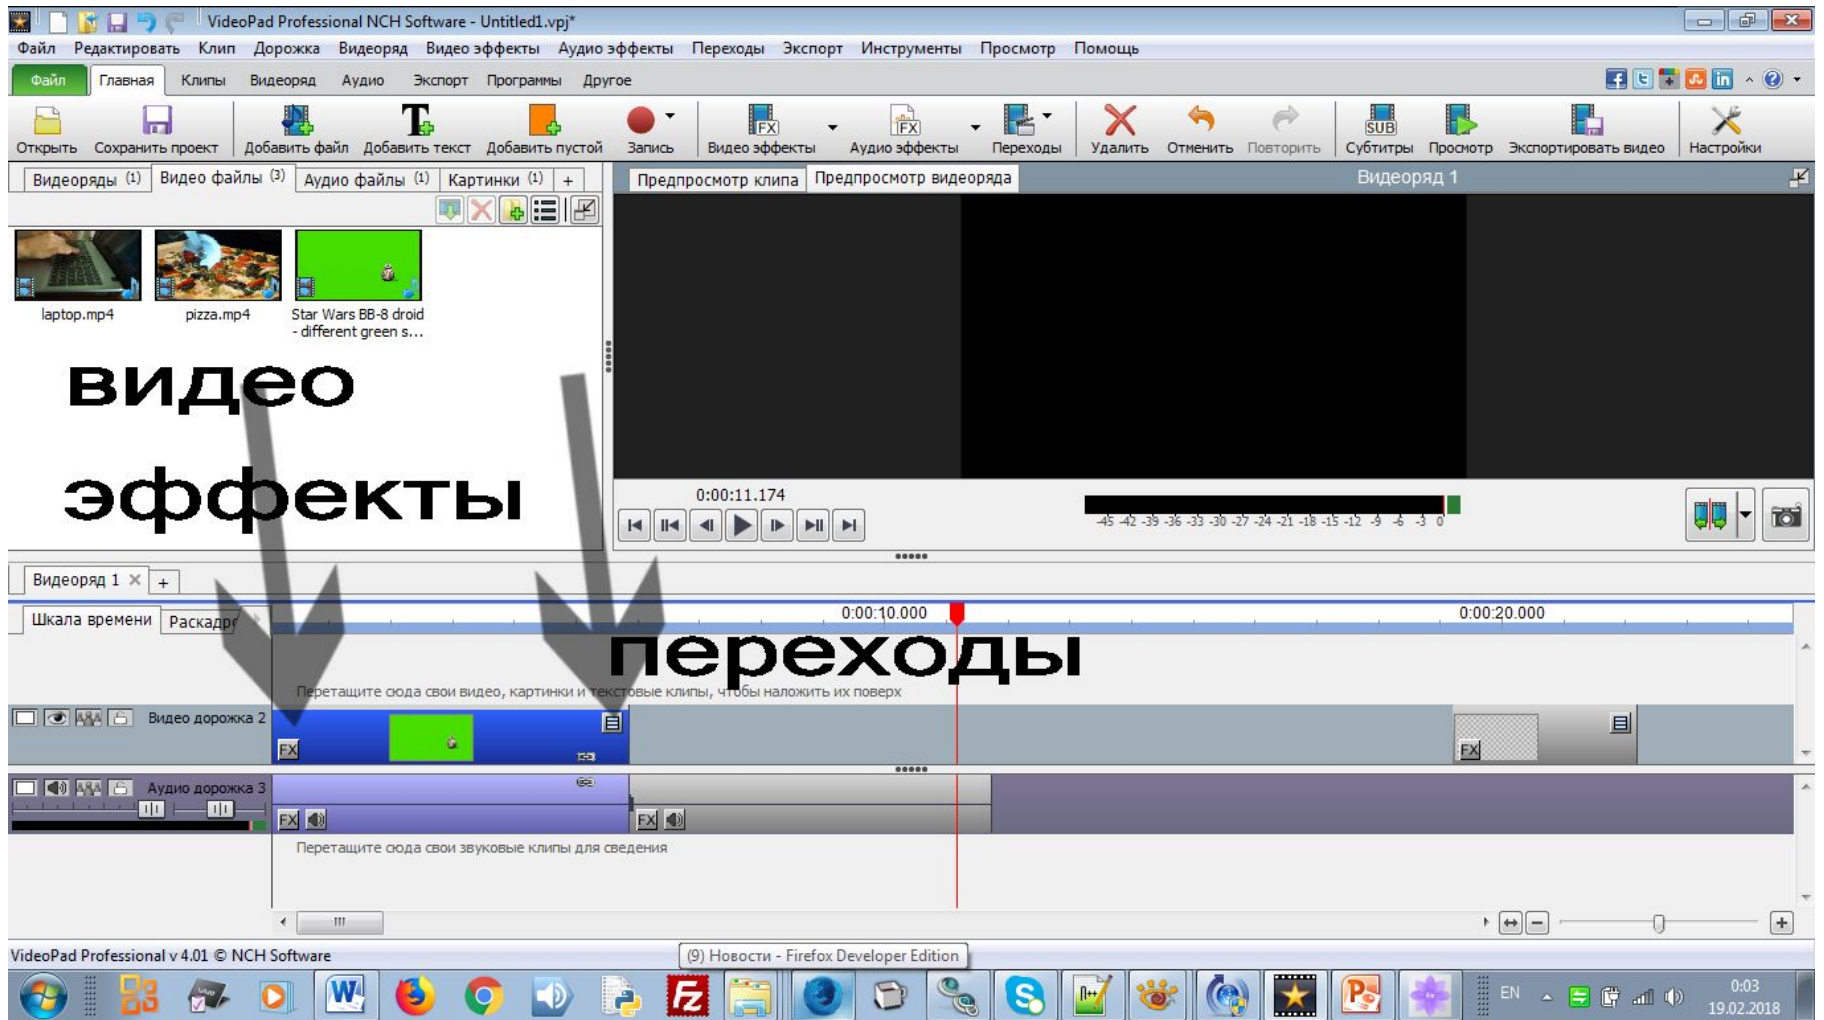 VideoPad Professional NCH Software - Untitled1.vpj*
Файл Редактировать Клип Дорожка Видеоряд Видео эффекты Аудио эффекты Переходы Экспорт Инструменты Просмотр Помощь
Файл Главная Клипы Видеоряд Аудио Экспорт Программы Другое
Открыть Сохранить проект Добавить файл Добавить текст Добавить пустой Запись Видео эффекты Аудио эффекты Переходы Удалить Отменить Повторить Субтитры Просмотр Экспортировать видео Настройки
Видеоряды (1) Видео файлы (3) Аудио файлы (1) Картинки (1) + Предпросмотр клипа Предпросмотр видеоряда Видеоряд 1
laptop.mp4 pizza.mp4 Star Wars BB-8 droid
- different green s...
видео
эффекты
0:00:11.174
-45 -42 -39 -36 -33 -30 -27 -24 -21 -18 -15 -12 -9 -6 -3 0
Видеоряд 1 × +
Шкала времени Раскадр 0:00:10.000 0:00:20.000
переходы
Перетащите сюда свои видео, картинки и текстовые клипы, чтобы наложить их поверх
Видео дорожка 2
FX FX
Аудио дорожка 3
FX FX
Перетащите сюда свои звуковые клипы для сведения
VideoPad Professional v 4.01 © NCH Software (9) Новости - Firefox Developer Edition
EN 0:03
19.02.2018